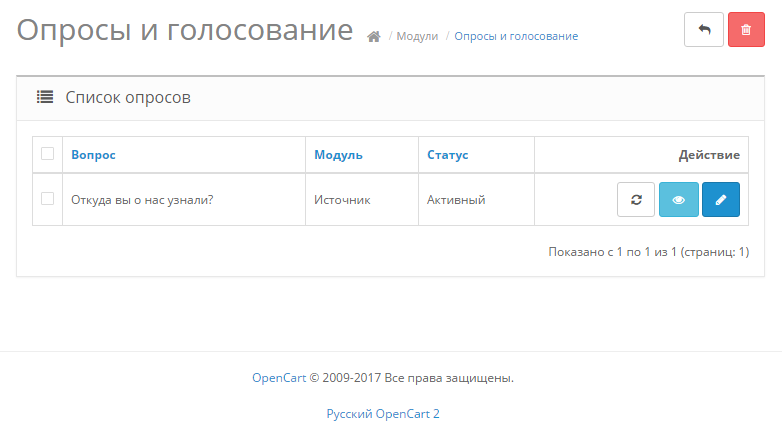 Опросы и голосование / Модули / Опросы и голосование
Список опросов
Вопрос Модуль Статус Действие
Откуда вы о нас узнали? Источник Активный
Показано с 1 по 1 из 1 (страниц: 1)
OpenCart © 2009-2017 Все права защищены.
Русский OpenCart 2